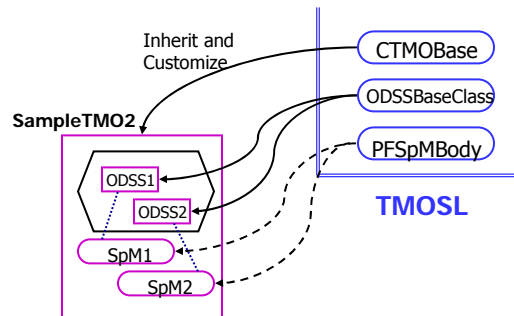 Inherit and
Customize
CTMOBase
ODSSBaseClass
PFSpMBody
TMOSL
SampleTMO2
ODSS1
ODSS2
SpM1
SpM2